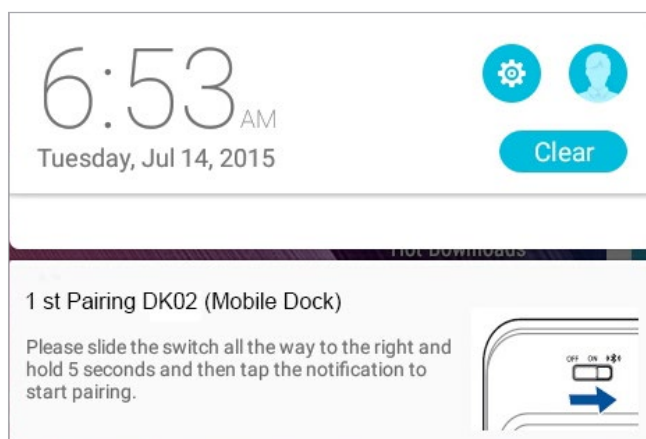 6:53 AM
Tuesday, Jul 14, 2015
Clear
Hot Downloads
1 st Pairing DK02 (Mobile Dock)
Please slide the switch all the way to the right and
hold 5 seconds and then tap the notification to
start pairing.
OFF ON